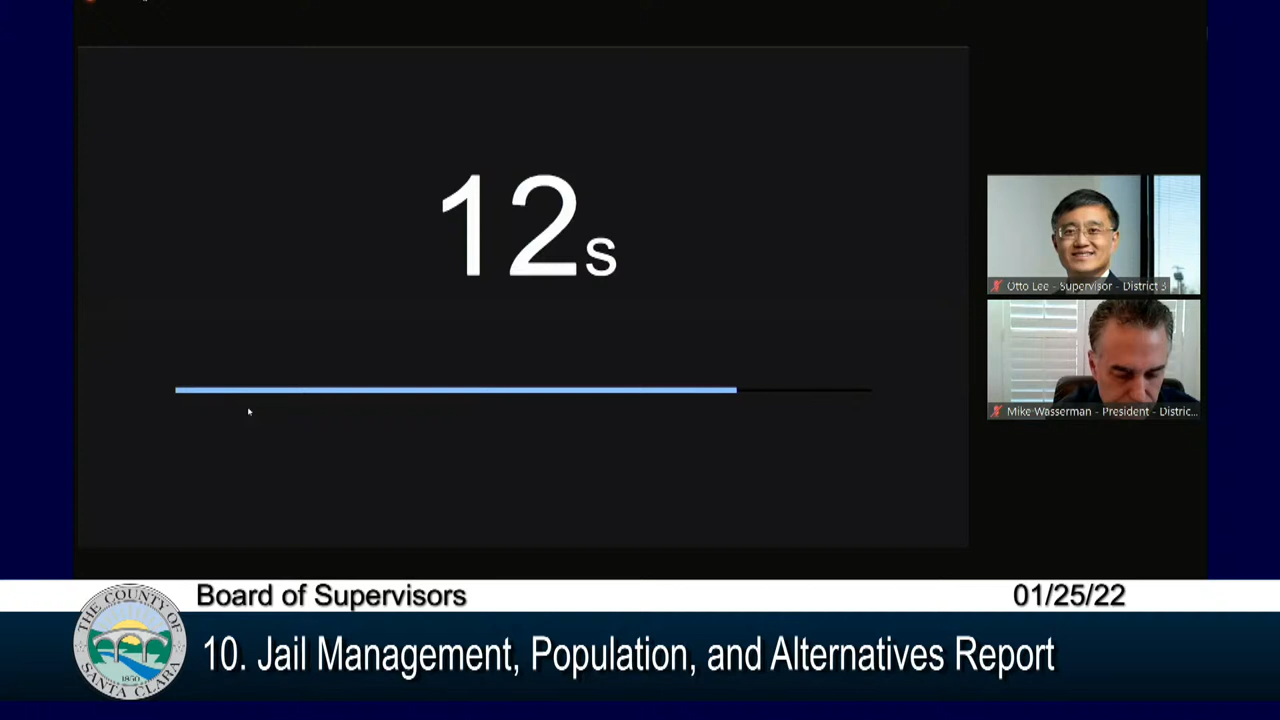 12s
Otto Lee - Supervisor - District 3
Mike Wasserman - President - Distric...
Board of Supervisors
01/25/22
THE COUNTY OF
SANTA CLARA
1850
10. Jail Management, Population, and Alternatives Report